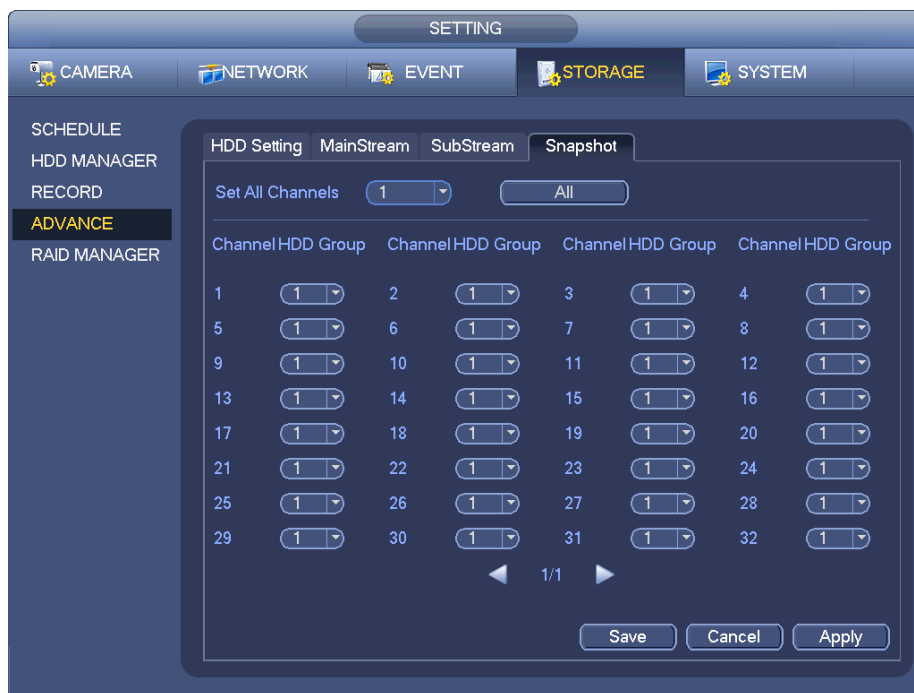 SETTING
CAMERA NETWORK EVENT STORAGE SYSTEM
SCHEDULE
HDD MANAGER
RECORD
ADVANCE
RAID MANAGER
HDD Setting MainStream SubStream Snapshot
Set All Channels 1 All
Channel HDD Group Channel HDD Group Channel HDD Group Channel HDD Group
1 1 2 1 3 1 4 1
5 1 6 1 7 1 8 1
9 1 10 1 11 1 12 1
13 1 14 1 15 1 16 1
17 1 18 1 19 1 20 1
21 1 22 1 23 1 24 1
25 1 26 1 27 1 28 1
29 1 30 1 31 1 32 1
1/1
Save Cancel Apply